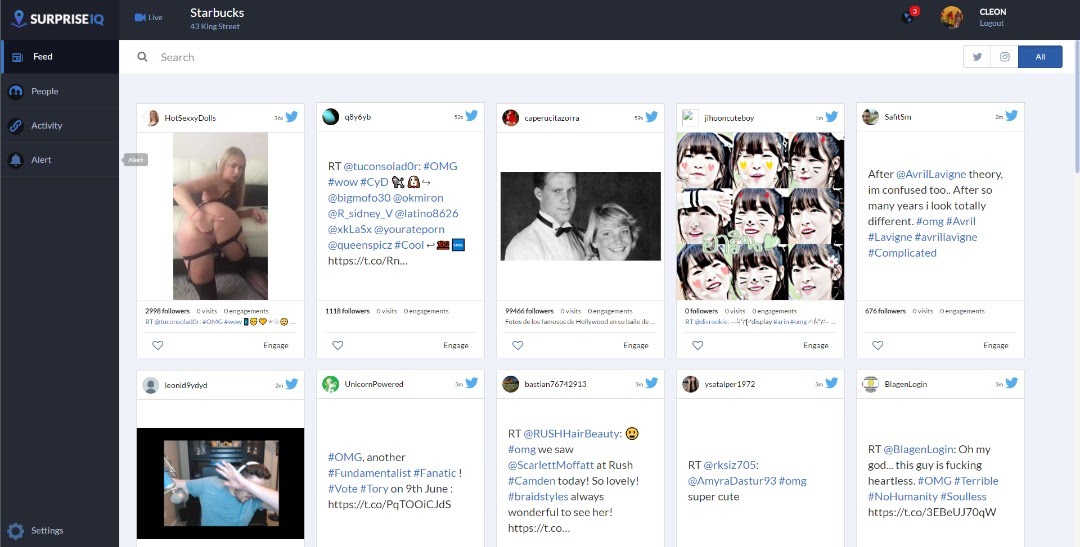 SURPRISEIQ
Live
Starbucks
43 King Street
3
CLEON
Logout
Feed
People
Activity
Alert
Alert
Settings
Search
All
HotSexxyDolls
36s
2998 followers 0 visits 0 engagements
RT @tuconsolad0r: #OMG #wow
Engage
q8y6yb
52s
RT @tuconsolad0r: #OMG
#wow #CyD
@bigmofo30 @okmiron
@R_sidney_V @latino8626
@xkLaSx @yourateporn
@queenspicz #Cool
https://t.co/Rn...
1118 followers 0 visits 0 engagements
Engage
caperucitazorra
59s
99466 followers 0 visits 0 engagements
Fotos de los famosos de Hollywood en su baile de ...
Engage
jihooncuteboy
1m
0 followers 0 visits 0 engagements
RT @disrookie: display #arin #omg
Engage
SafitSm
2m
After @AvrilLavigne theory,
im confused too.. After so
many years i look totally
different. #omg #Avril
#Lavigne #avrillavigne
#Complicated
676 followers 0 visits 0 engagements
Engage
leonid9ydyd
2m
UnicornPowered
3m
#OMG, another
#Fundamentalist #Fanatic !
#Vote #Tory on 9th June :
https://t.co/PqTOOiCJdS
bastian76742913
3m
RT @RUSHHairBeauty: 😀
#omg we saw
@ScarlettMoffatt at Rush
#Camden today! So lovely!
#braidstyles always
wonderful to see her!
https://t.co...
ysatalper1972
3m
RT @rksiz705:
@AmyraDastur93 #omg
super cute
BlagenLogin
3m
RT @BlagenLogin: Oh my
god... this guy is fucking
heartless. #OMG #Terrible
#NoHumanity #Soulless
https://t.co/3EBeUJ70qW